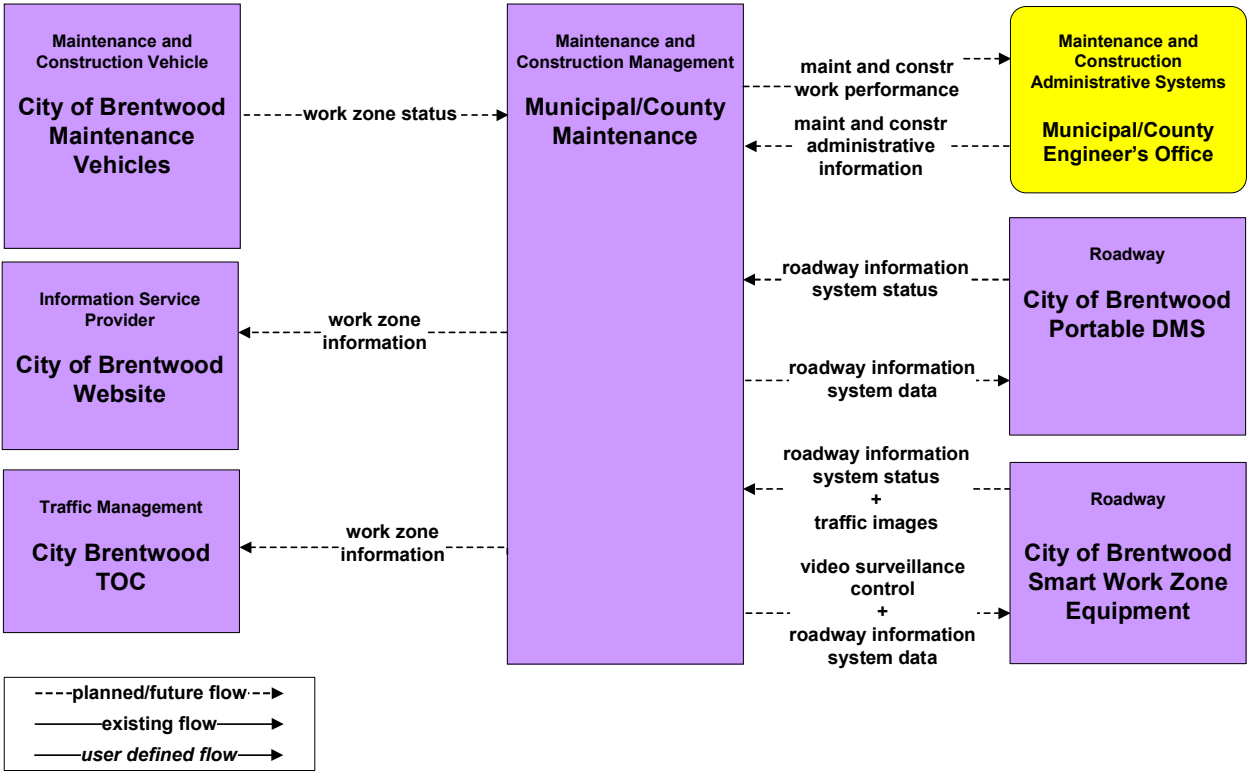 Maintenance and
Construction Vehicle
City of Brentwood
Maintenance
Vehicles
work zone status
Maintenance and
Construction Management
Municipal/County
Maintenance
maint and constr
work performance
maint and constr
administrative
information
Maintenance and
Construction
Administrative Systems
Municipal/County
Engineer's Office
Information Service
Provider
City of Brentwood
Website
work zone
information
roadway information
system status
roadway information
system data
Roadway
City of Brentwood
Portable DMS
Traffic Management
City Brentwood
TOC
work zone
information
roadway information
system status
+
traffic images
video surveillance
control
+
roadway information
system data
Roadway
City of Brentwood
Smart Work Zone
Equipment
planned/future flow
existing flow
user defined flow